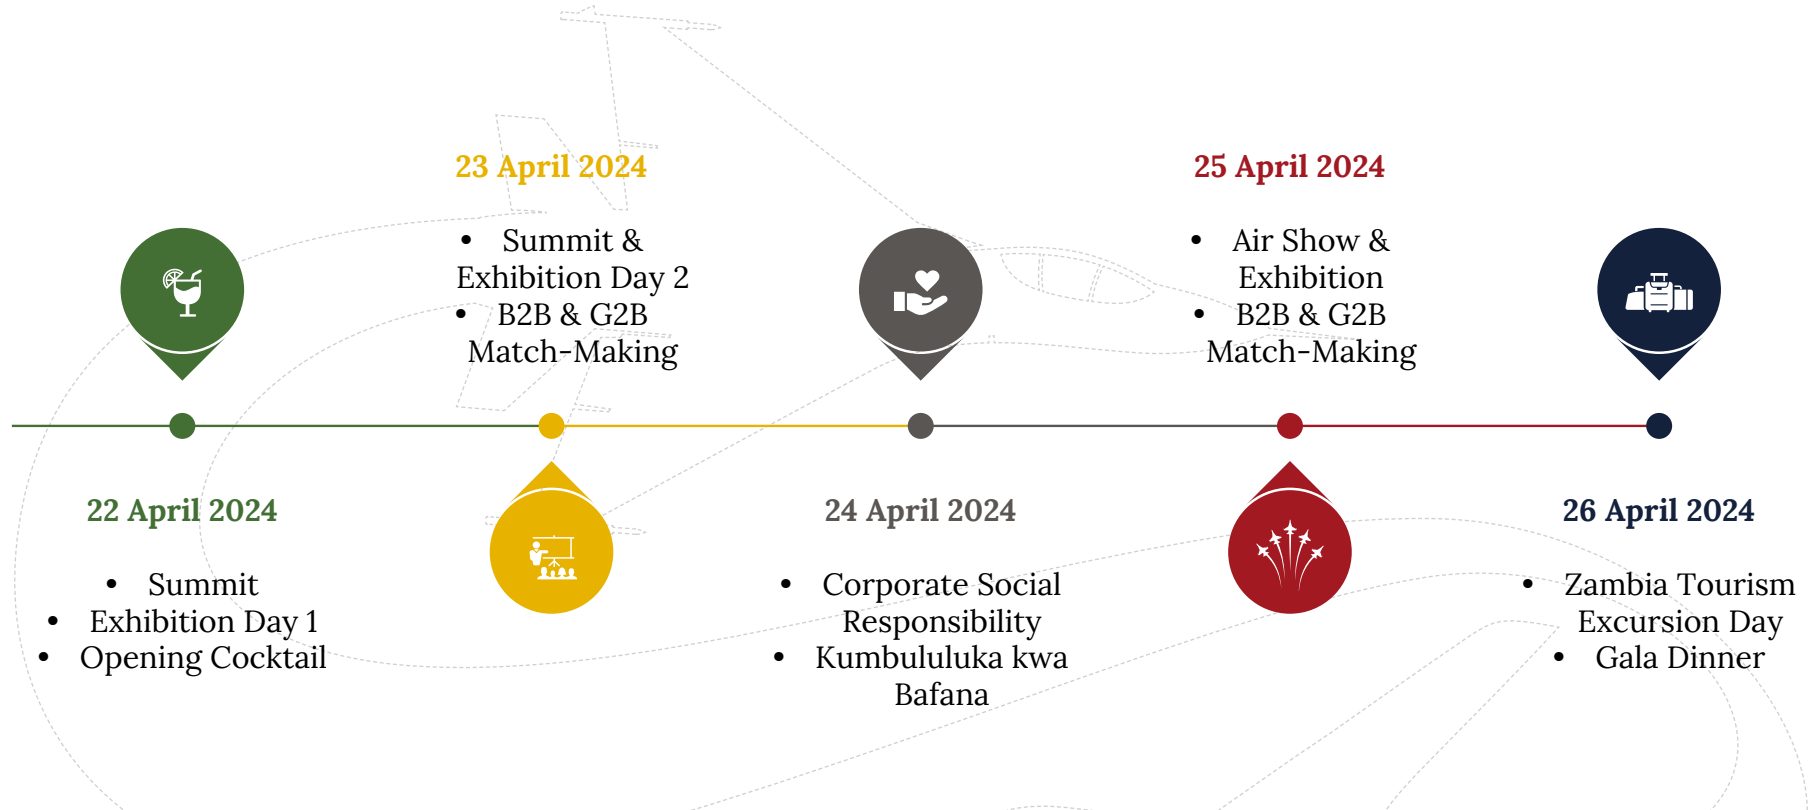 22 April 2024
• Summit
• Exhibition Day 1
• Opening Cocktail
23 April 2024
• Summit &
Exhibition Day 2
• B2B & G2B
Match-Making
24 April 2024
• Corporate Social
Responsibility
• Kumbululuka kwa
Bafana
25 April 2024
• Air Show &
Exhibition
• B2B & G2B
Match-Making
26 April 2024
• Zambia Tourism
Excursion Day
• Gala Dinner